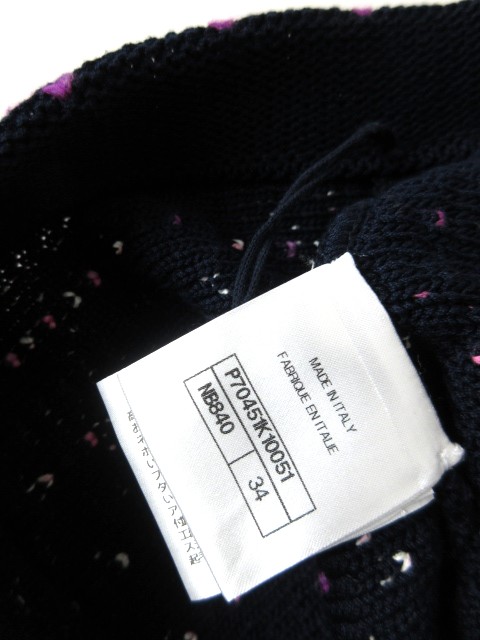 MADE IN ITALY
FABRIQUE EN ITALIE
P70451K10051
NB840
34